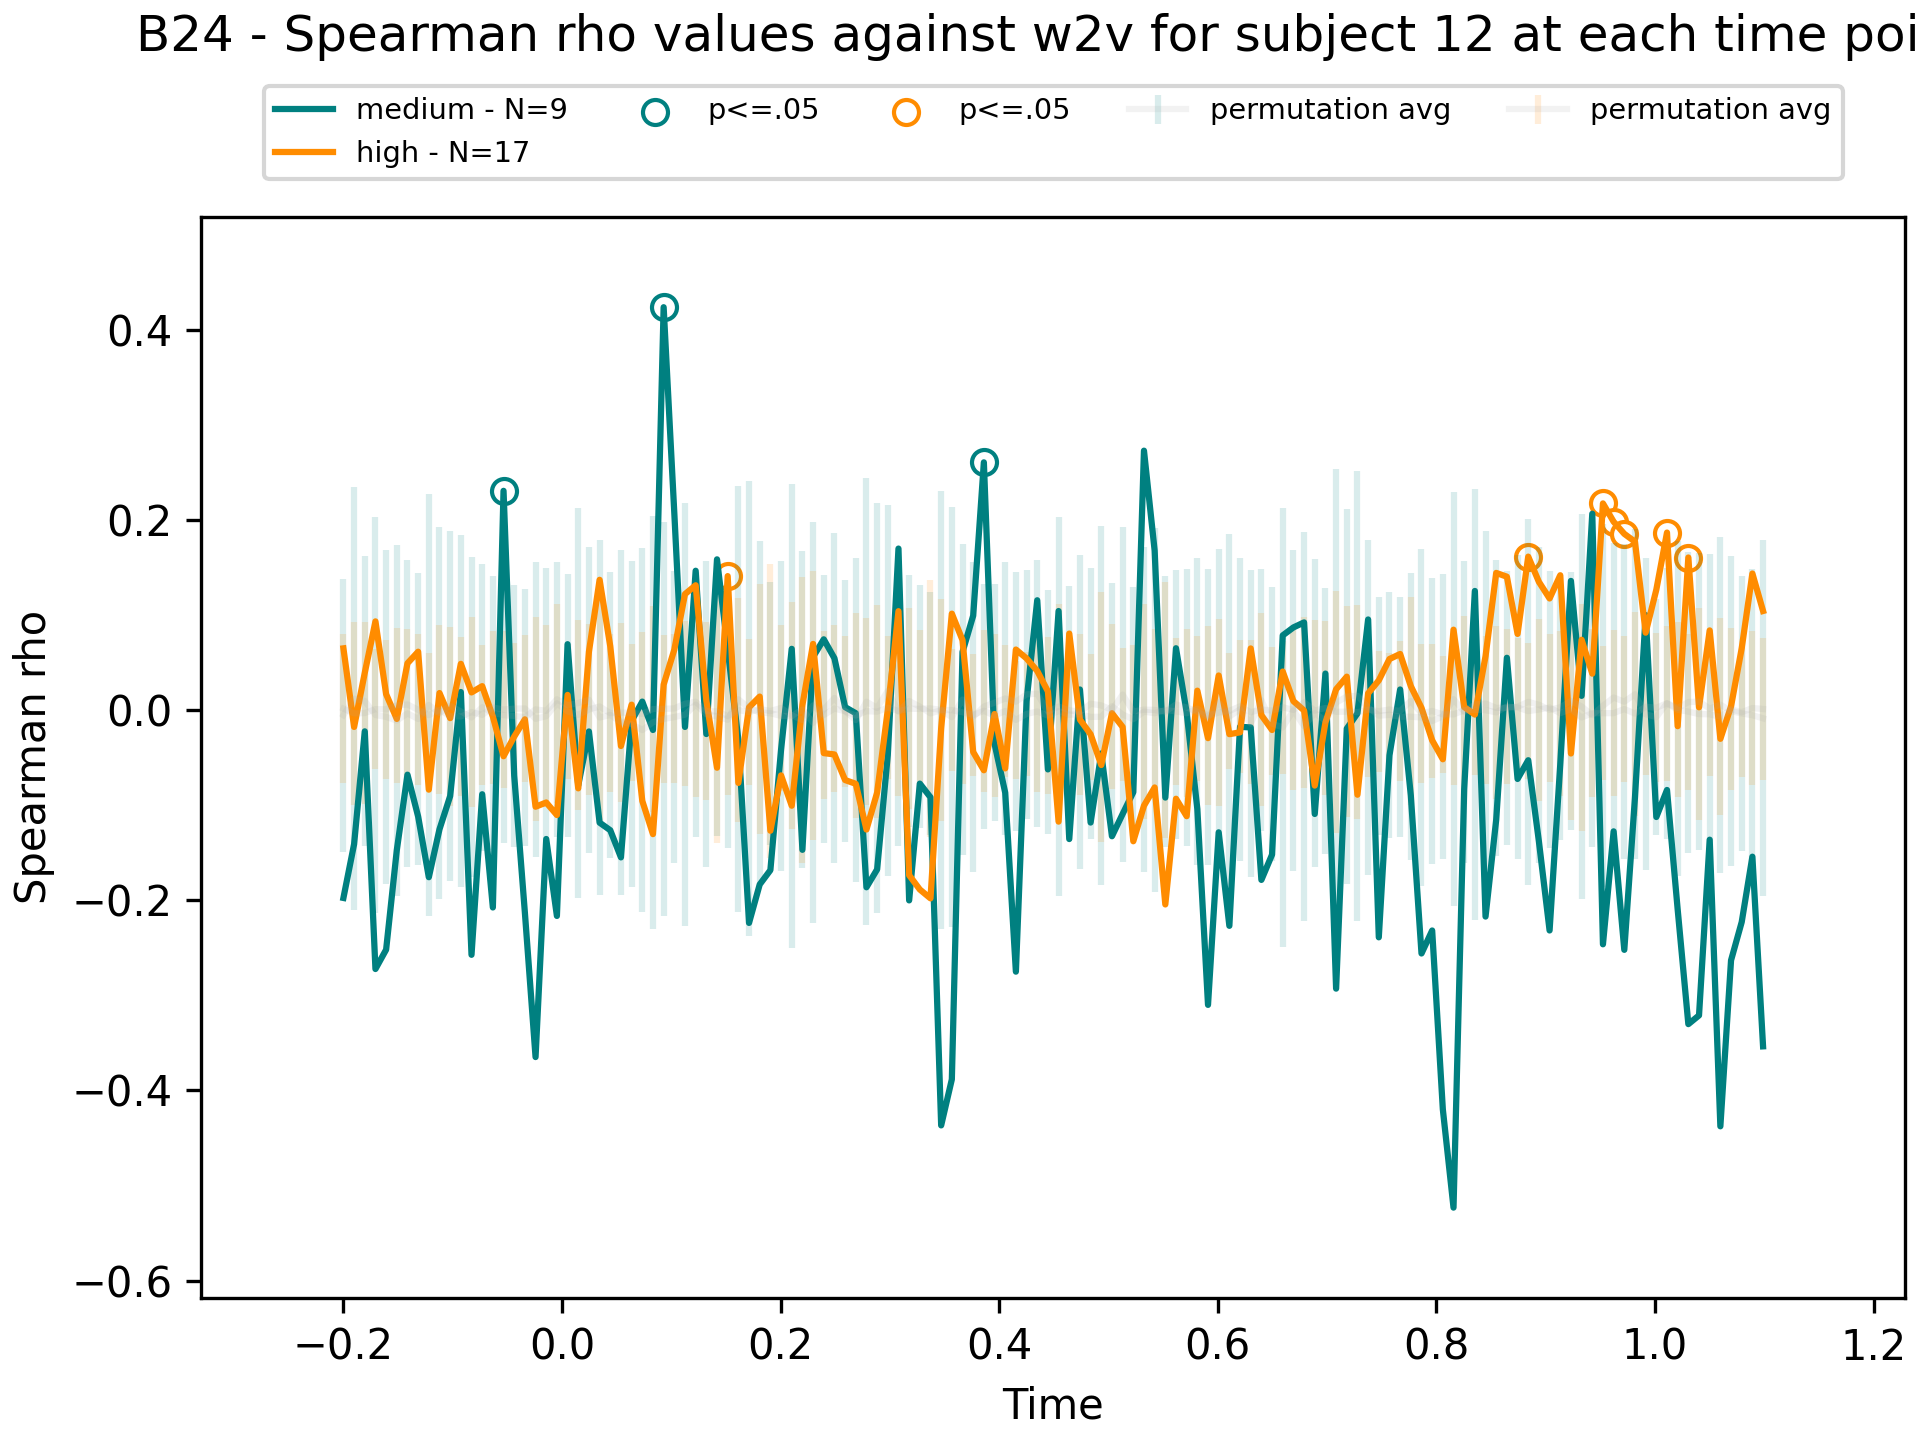 B24 - Spearman rho values against w2v for subject 12 at each time poi
medium - N=9
high - N=17
p<=.05
p<=.05
permutation avg
permutation avg
Spearman rho
0.4
0.2
0.0
−0.2
−0.4
−0.6
−0.2 0.0 0.2 0.4 0.6 0.8 1.0 1.2
Time